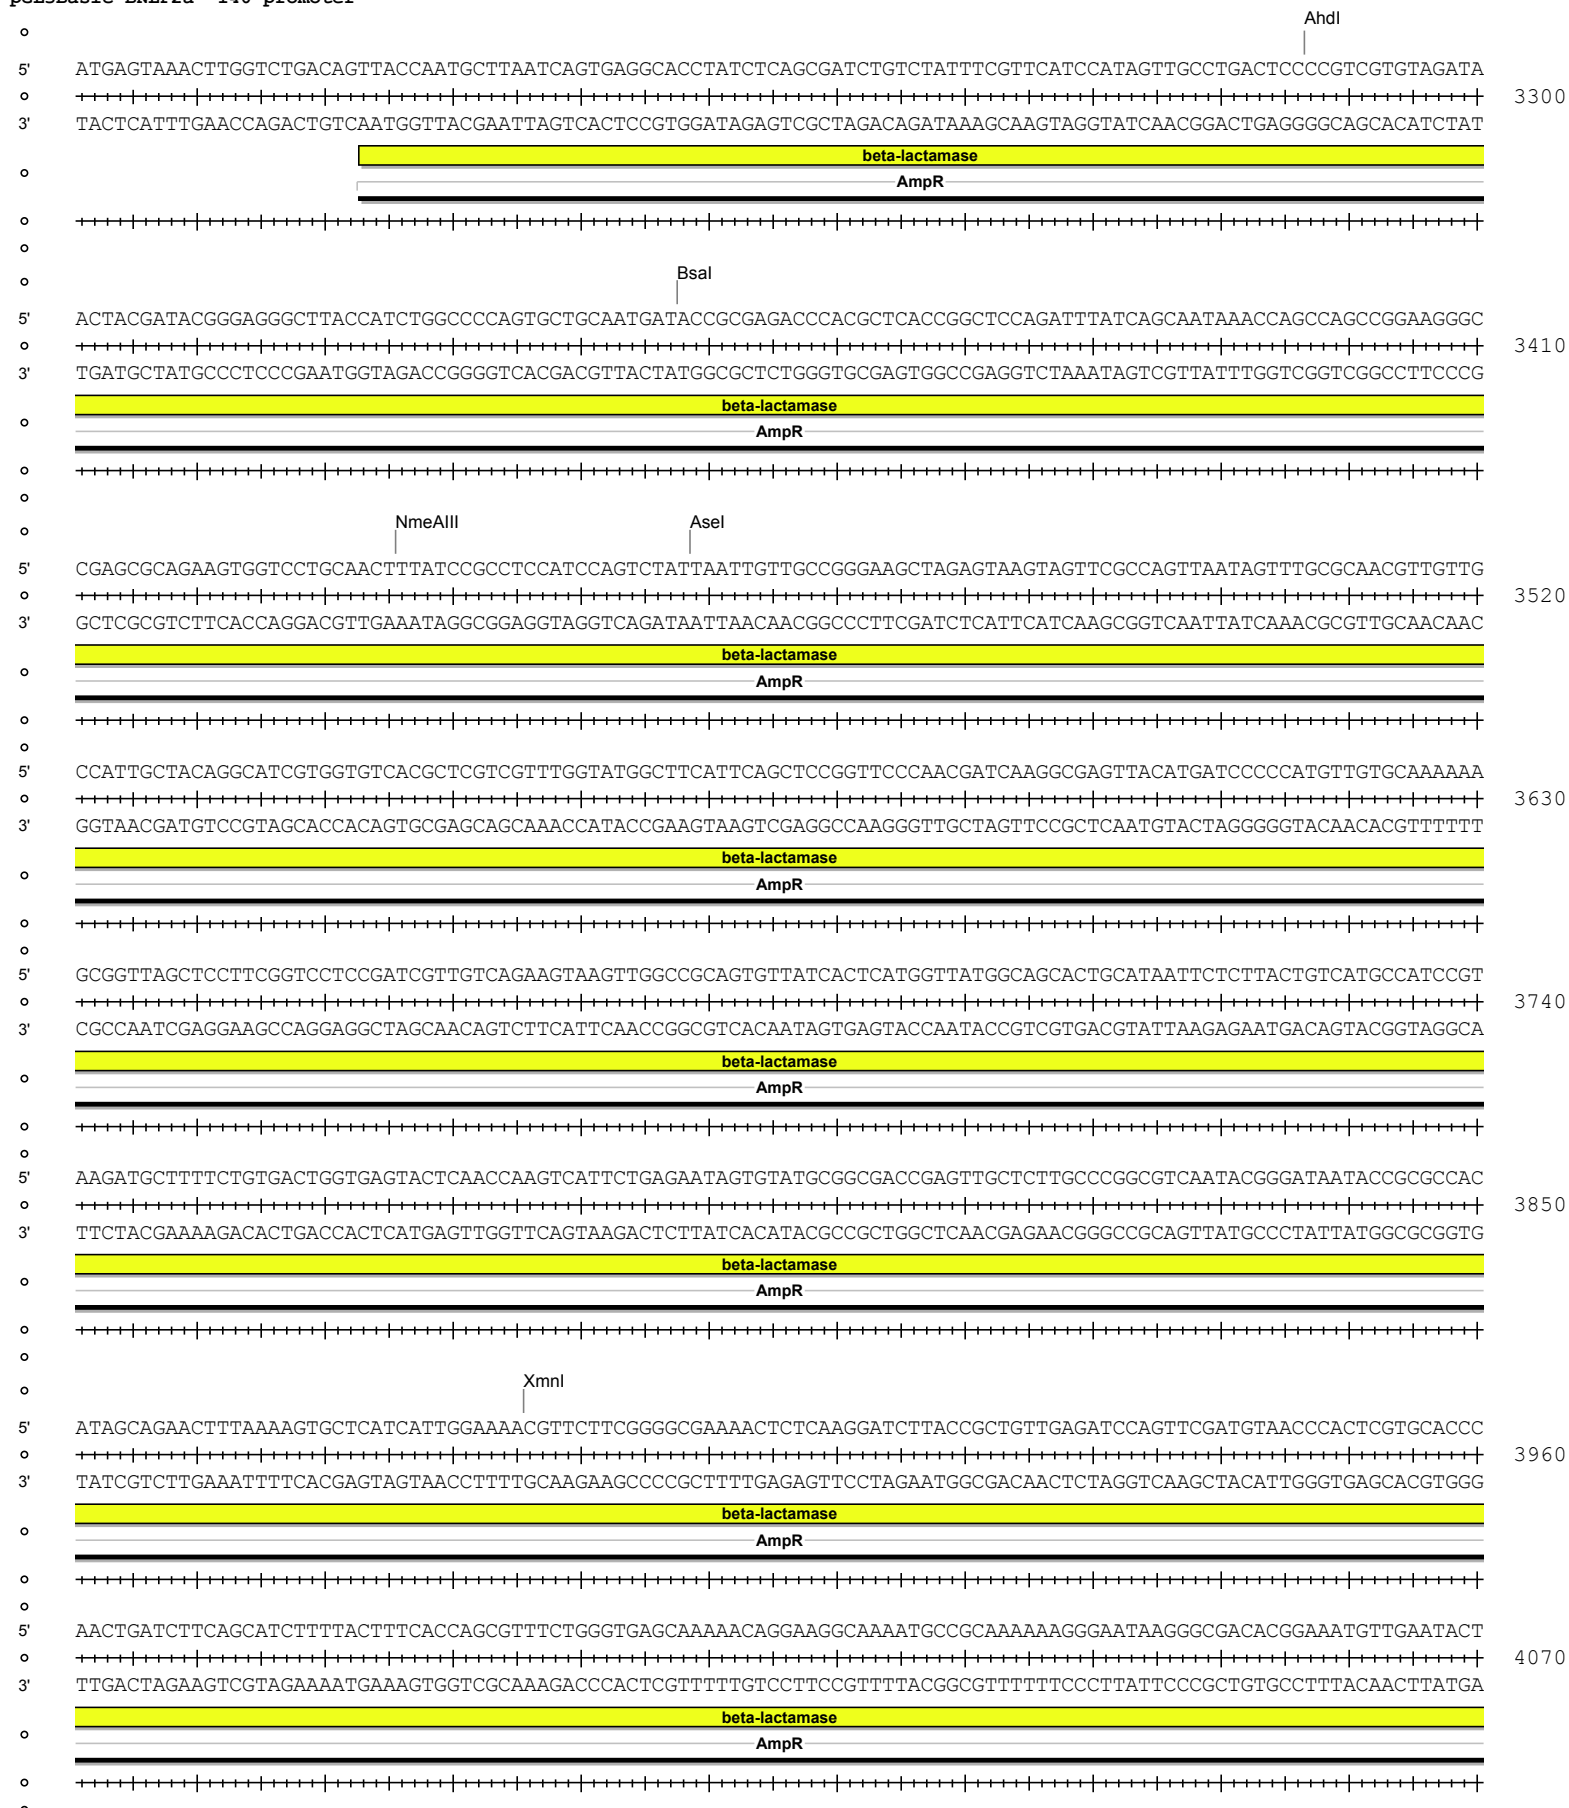 AhdI
5' ATGAGTAAACTTGGTCTGACAGTTACCAATGCTTAATCAGTGAGGCACCTATCTCAGCGATCTGTCTATTTCGTTCATCCATAGTTGCCTGACTCCCCGTCGTGTAGATA
3300
3' TACTCATTTGAACCAGACTGTCAATGGTTACGAATTAGTCACTCCGTGGATAGAGTCGCTAGACAGATAAAGCAAGTAGGTATCAACGGACTGAGGGGCAGCACATCTAT
beta-lactamase
AmpR
BsaI
5' ACTACGATACGGGAGGGCTTACCATCTGGCCCCAGTGCTGCAATGATACCGCGAGACCCACGCTCACCGGCTCCAGATTTATCAGCAATAAACCAGCCAGCCGGAAGGGC
3410
3' TGATGCTATGCCCTCCCGAATGGTAGACCGGGGTCACGACGTTACTATGGCGCTCTGGGTGCGAGTGGCCGAGGTCTAAATAGTCGTTATTTGGTCGGTCGGCCTTCCCG
beta-lactamase
AmpR
NmeAIII AseI
5' CGAGCGCAGAAGTGGTCCTGCAACTTTATCCGCCTCCATCCAGTCTATTAATTGTTGCCGGGAAGCTAGAGTAAGTAGTTCGCCAGTTAATAGTTTGCGCAACGTTGTTG
3520
3' GCTCGCGTCTTCACCAGGACGTTGAAATAGGCGGAGGTAGGTCAGATAATTAACAACGGCCCTTCGATCTCATTCATCAAGCGGTCAATTATCAAACGCGTTGCAACAAC
beta-lactamase
AmpR
5' CCATTGCTACAGGCATCGTGGTGTCACGCTCGTCGTTTGGTATGGCTTCATTCAGCTCCGGTTCCCAACGATCAAGGCGAGTTACATGATCCCCCATGTTGTGCAAAAAA
3630
3' GGTAACGATGTCCGTAGCACCACAGTGCGAGCAGCAAACCATACCGAAGTAAGTCGAGGCCAAGGGTTGCTAGTTCCGCTCAATGTACTAGGGGGTACAACACGTTTTTT
beta-lactamase
AmpR
5' GCGGTTAGCTCCTTCGGTCCTCCGATCGTTGTCAGAAGTAAGTTGGCCGCAGTGTTATCACTCATGGTTATGGCAGCACTGCATAATTCTCTTACTGTCATGCCATCCGT
3740
3' CGCCAATCGAGGAAGCCAGGAGGCTAGCAACAGTCTTCATTCAACCGGCGTCACAATAGTGAGTACCAATACCGTCGTGACGTATTAAGAGAATGACAGTACGGTAGGCA
beta-lactamase
AmpR
5' AAGATGCTTTTCTGTGACTGGTGAGTACTCAACCAAGTCATTCTGAGAATAGTGTATGCGGCGACCGAGTTGCTCTTGCCCGGCGTCAATACGGGATAATACCGCGCCAC
3850
3' TTCTACGAAAAGACACTGACCACTCATGAGTTGGTTCAGTAAGACTCTTATCACATACGCCGCTGGCTCAACGAGAACGGGCCGCAGTTATGCCCTATTATGGCGCGGTG
beta-lactamase
AmpR
XmnI
5' ATAGCAGAACTTTAAAAGTGCTCATCATTGGAAAACGTTCTTCGGGGCGAAAACTCTCAAGGATCTTACCGCTGTTGAGATCCAGTTCGATGTAACCCACTCGTGCACCC
3960
3' TATCGTCTTGAAATTTTCACGAGTAGTAACCTTTTGCAAGAAGCCCCGCTTTTGAGAGTTCCTAGAATGGCGACAACTCTAGGTCAAGCTACATTGGGTGAGCACGTGGG
beta-lactamase
AmpR
5' AACTGATCTTCAGCATCTTTTACTTTCACCAGCGTTTCTGGGTGAGCAAAAACAGGAAGGCAAAATGCCGCAAAAAAGGGAATAAGGGCGACACGGAAATGTTGAATACT
4070
3' TTGACTAGAAGTCGTAGAAAATGAAAGTGGTCGCAAAGACCCACTCGTTTTTGTCCTTCCGTTTTACGGCGTTTTTTCCCTTATTCCCGCTGTGCCTTTACAACTTATGA
beta-lactamase
AmpR